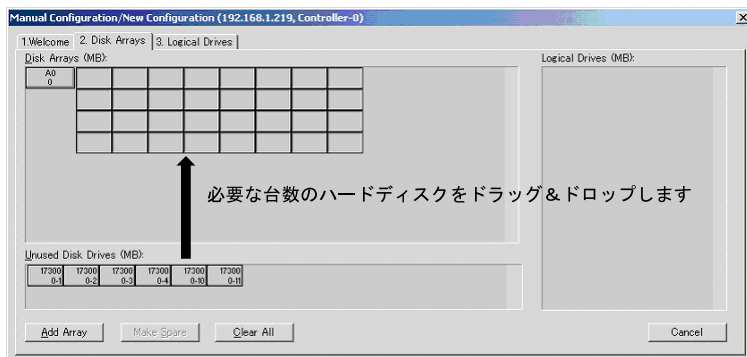 Manual Configuration/New Configuration (192.168.1.219, Controller-0)
1.Welcome 2. Disk Arrays 3. Logical Drives
Disk Arrays (MB):
Logical Drives (MB):
A0
0
必要な台数のハードディスクをドラッグ＆ドロップします
Unused Disk Drives (MB):
17300 17300 17300 17300 17300 17300
0-1 0-2 0-3 0-4 0-10 0-11
Add Array Make Spare Clear All Cancel